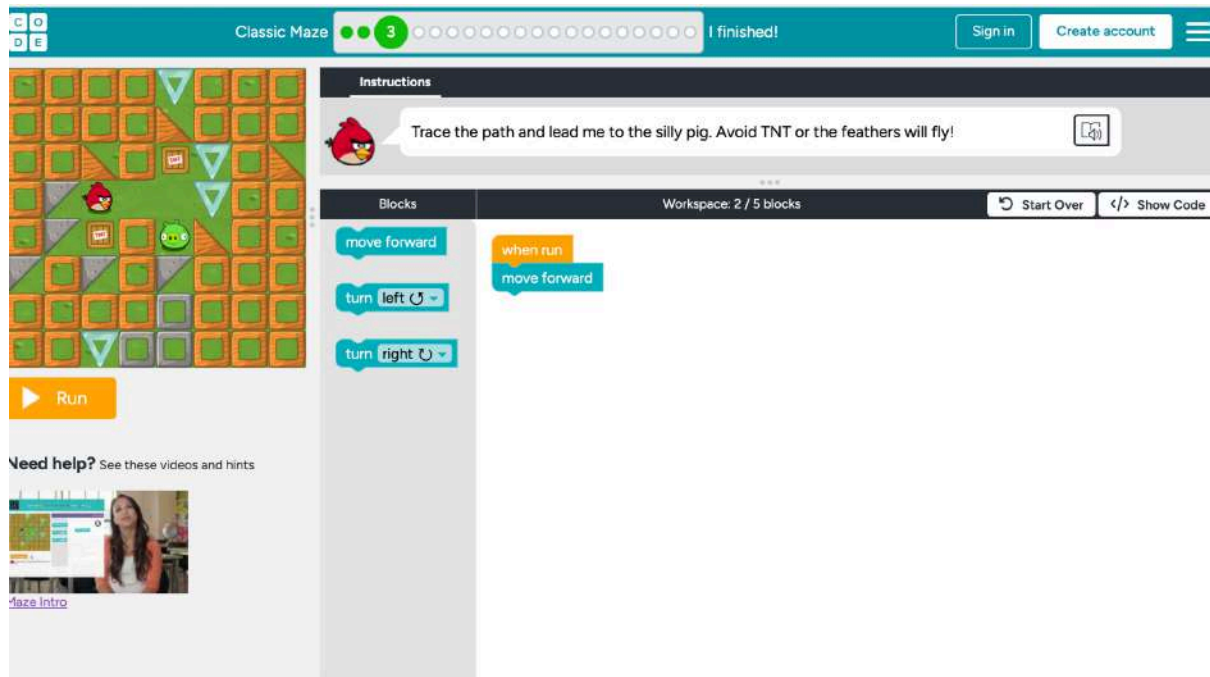 C O
D E
Classic Maze
3
I finished!
Sign in
Create account
Instructions
Trace the path and lead me to the silly pig. Avoid TNT or the feathers will fly!
Blocks
Workspace: 2 / 5 blocks
Start Over
</> Show Code
TNT
TNT
move forward
turn left
turn right
when run
move forward
Run
Need help? See these videos and hints
Maze Intro